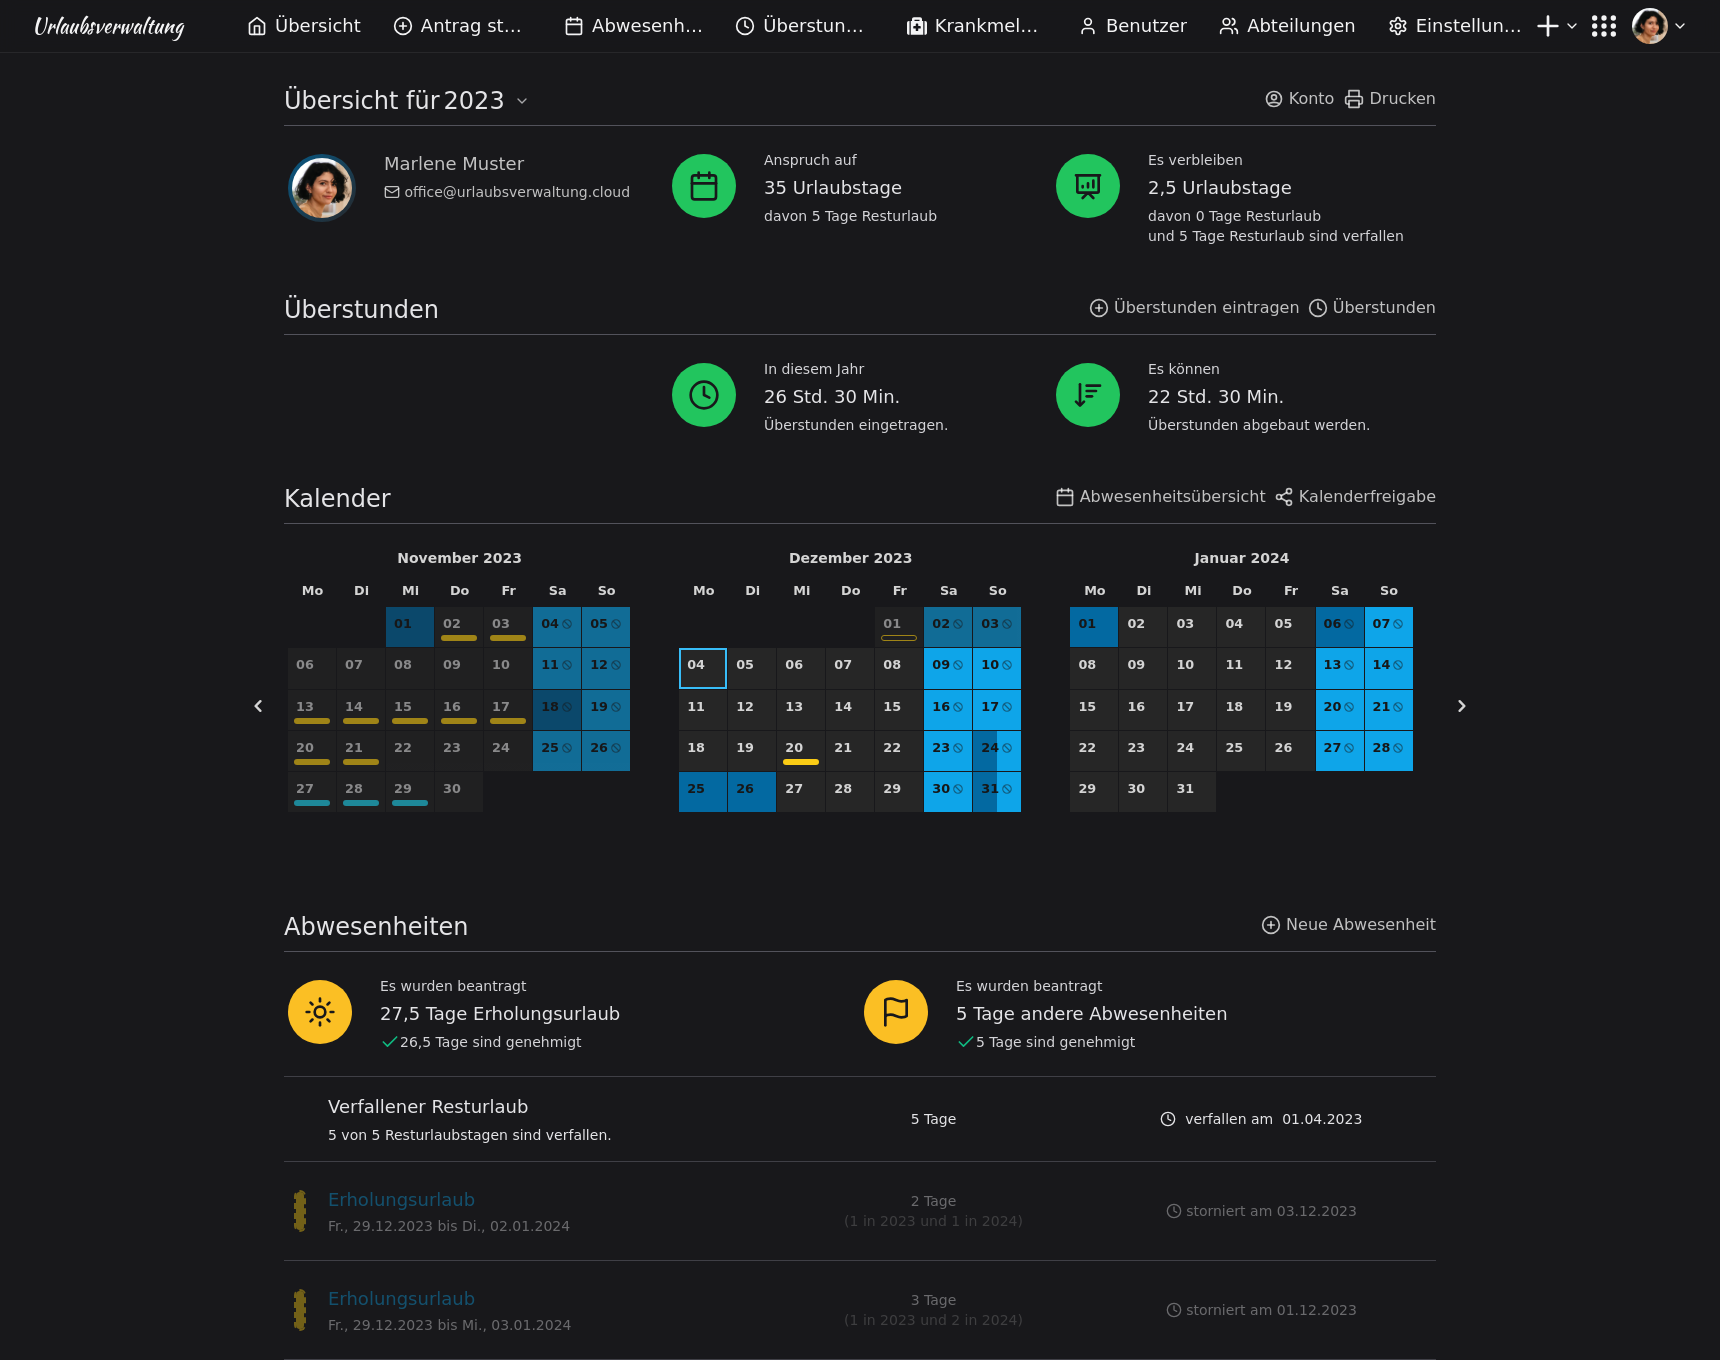 Urlaubsverwaltung Übersicht Antrag st... Abwesenh... Überstun... Krankmel... Benutzer Abteilungen Einstellun...
Übersicht für 2023 Konto Drucken
Marlene Muster
office@urlaubsverwaltung.cloud
Anspruch auf
35 Urlaubstage
davon 5 Tage Resturlaub
Es verbleiben
2,5 Urlaubstage
davon 0 Tage Resturlaub
und 5 Tage Resturlaub sind verfallen
Überstunden Überstunden eintragen Überstunden
In diesem Jahr
26 Std. 30 Min.
Überstunden eingetragen.
Es können
22 Std. 30 Min.
Überstunden abgebaut werden.
Kalender Abwesenheitsübersicht Kalenderfreigabe
November 2023
Mo Di Mi Do Fr Sa So
01 02 03 04 05
06 07 08 09 10 11 12
13 14 15 16 17 18 19
20 21 22 23 24 25 26
27 28 29 30
Dezember 2023
Mo Di Mi Do Fr Sa So
01 02 03
04 05 06 07 08 09 10
11 12 13 14 15 16 17
18 19 20 21 22 23 24
25 26 27 28 29 30 31
Januar 2024
Mo Di Mi Do Fr Sa So
01 02 03 04 05 06 07
08 09 10 11 12 13 14
15 16 17 18 19 20 21
22 23 24 25 26 27 28
29 30 31
Abwesenheiten Neue Abwesenheit
Es wurden beantragt
27,5 Tage Erholungsurlaub
26,5 Tage sind genehmigt
Es wurden beantragt
5 Tage andere Abwesenheiten
5 Tage sind genehmigt
Verfallener Resturlaub
5 von 5 Resturlaubstagen sind verfallen.
5 Tage
verfallen am 01.04.2023
Erholungsurlaub
Fr., 29.12.2023 bis Di., 02.01.2024
2 Tage
(1 in 2023 und 1 in 2024)
storniert am 03.12.2023
Erholungsurlaub
Fr., 29.12.2023 bis Mi., 03.01.2024
3 Tage
(1 in 2023 und 2 in 2024)
storniert am 01.12.2023